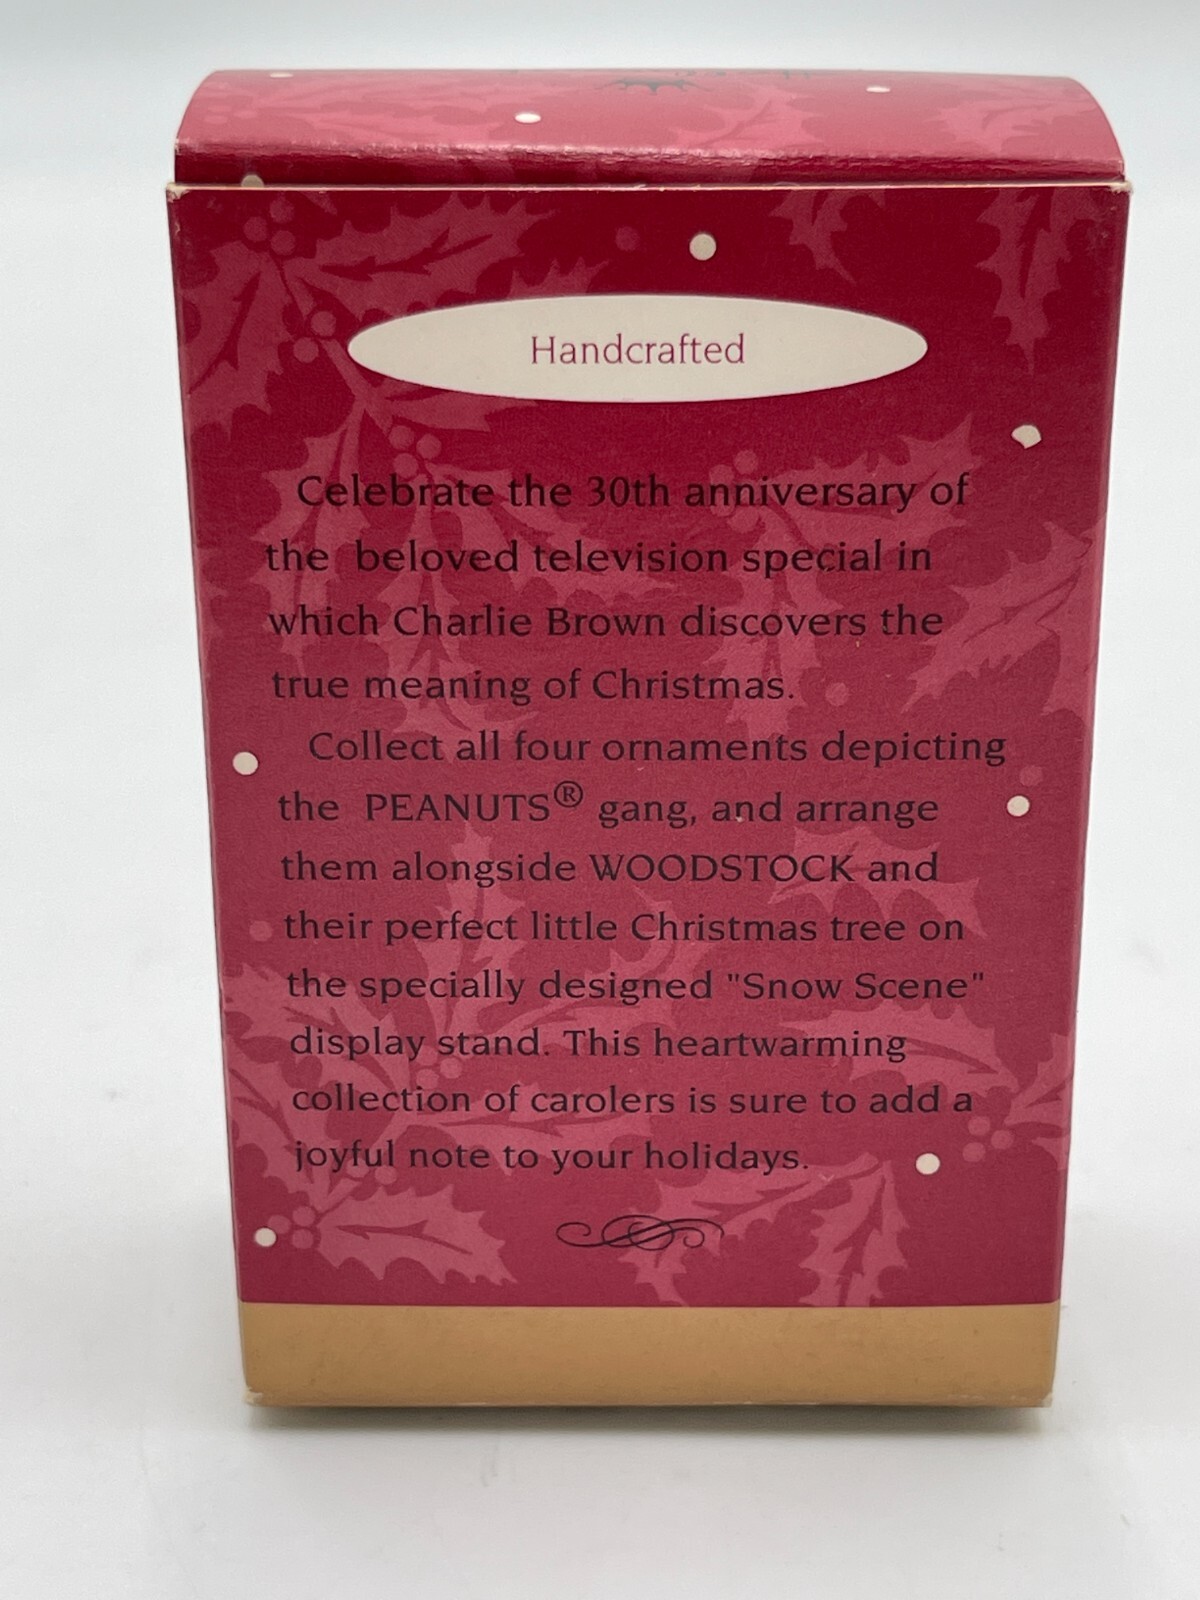 Handcrafted
Celebrate the 30th anniversary of
the beloved television special in
which Charlie Brown discovers the
true meaning of Christmas.
Collect all four ornaments depicting
the PEANUTS® gang, and arrange
them alongside WOODSTOCK and
their perfect little Christmas tree on
the specially designed "Snow Scene"
display stand. This heartwarming
collection of carolers is sure to add a
joyful note to your holidays.